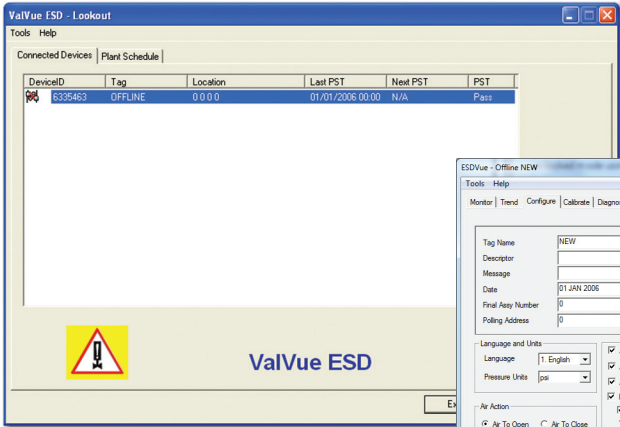 ValVue ESD - Lookout
Tools Help
Connected Devices Plant Schedule
DeviceID Tag Location Last PST Next PST PST
6335463 OFFLINE 0 0 0 0 01/01/2006 00:00 N/A Pass
ValVue ESD
ESDVue - Offline NEW
Tools Help
Monitor Trend Configure Calibrate Diagno
Tag Name NEW
Descriptor
Message
Date 01 JAN 2006
Final Assy Number 0
Polling Address 0
Language and Units
Language 1. English
Pressure Units psi
Air Action
Air To Open Air To Close